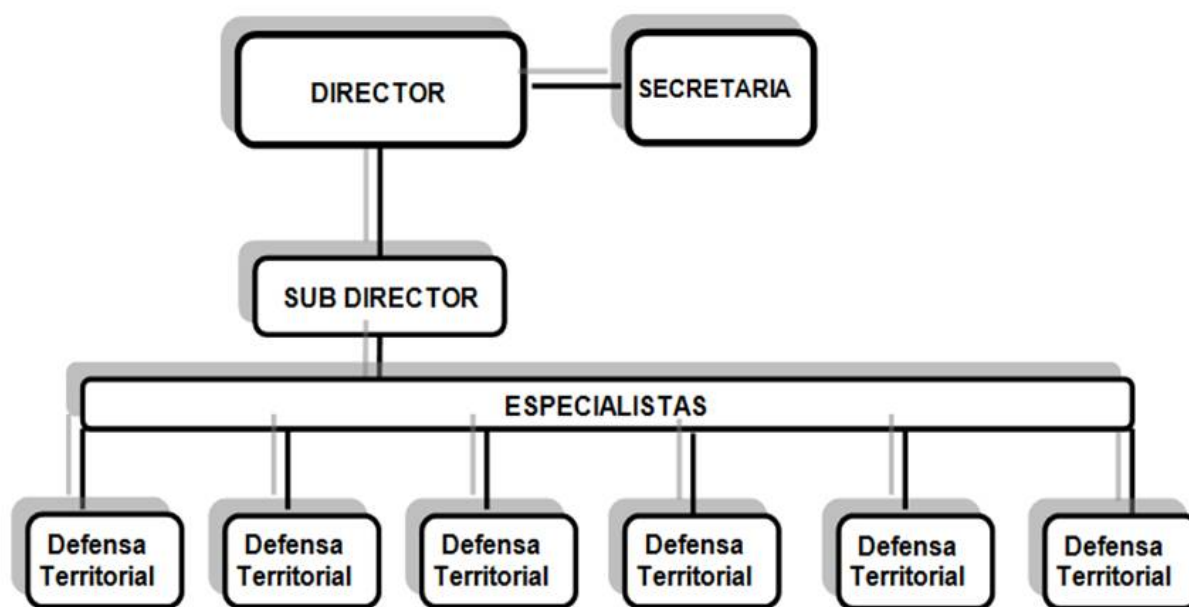 DIRECTOR
SECRETARIA
SUB DIRECTOR
ESPECIALISTAS
Defensa
Territorial
Defensa
Territorial
Defensa
Territorial
Defensa
Territorial
Defensa
Territorial
Defensa
Territorial